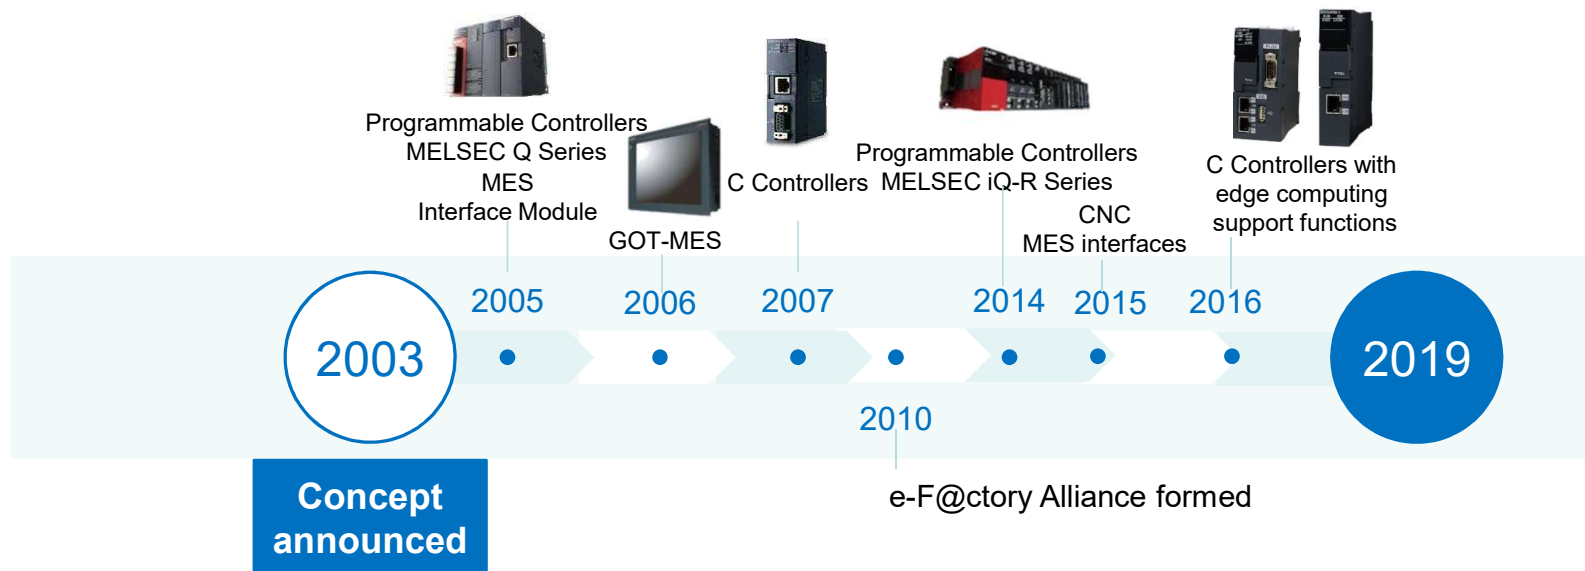 Programmable Controllers
MELSEC Q Series
MES
Interface Module
GOT-MES
C Controllers
Programmable Controllers
MELSEC iQ-R Series
CNC
MES interfaces
C Controllers with
edge computing
support functions
2003
2005
2006
2007
2010
2014
2015
2016
2019
Concept
announced
e-F@ctory Alliance formed